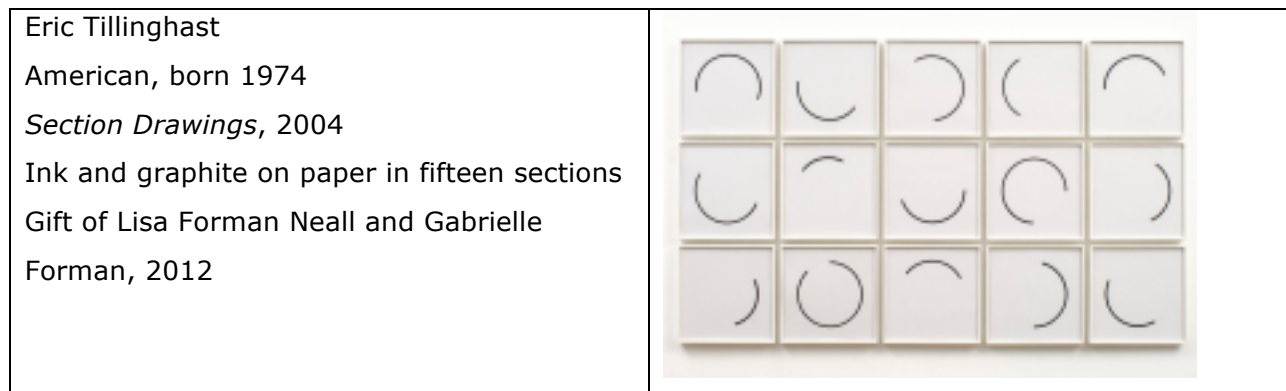 Eric Tillinghast
American, born 1974
Section Drawings, 2004
Ink and graphite on paper in fifteen sections
Gift of Lisa Forman Neall and Gabrielle
Forman, 2012